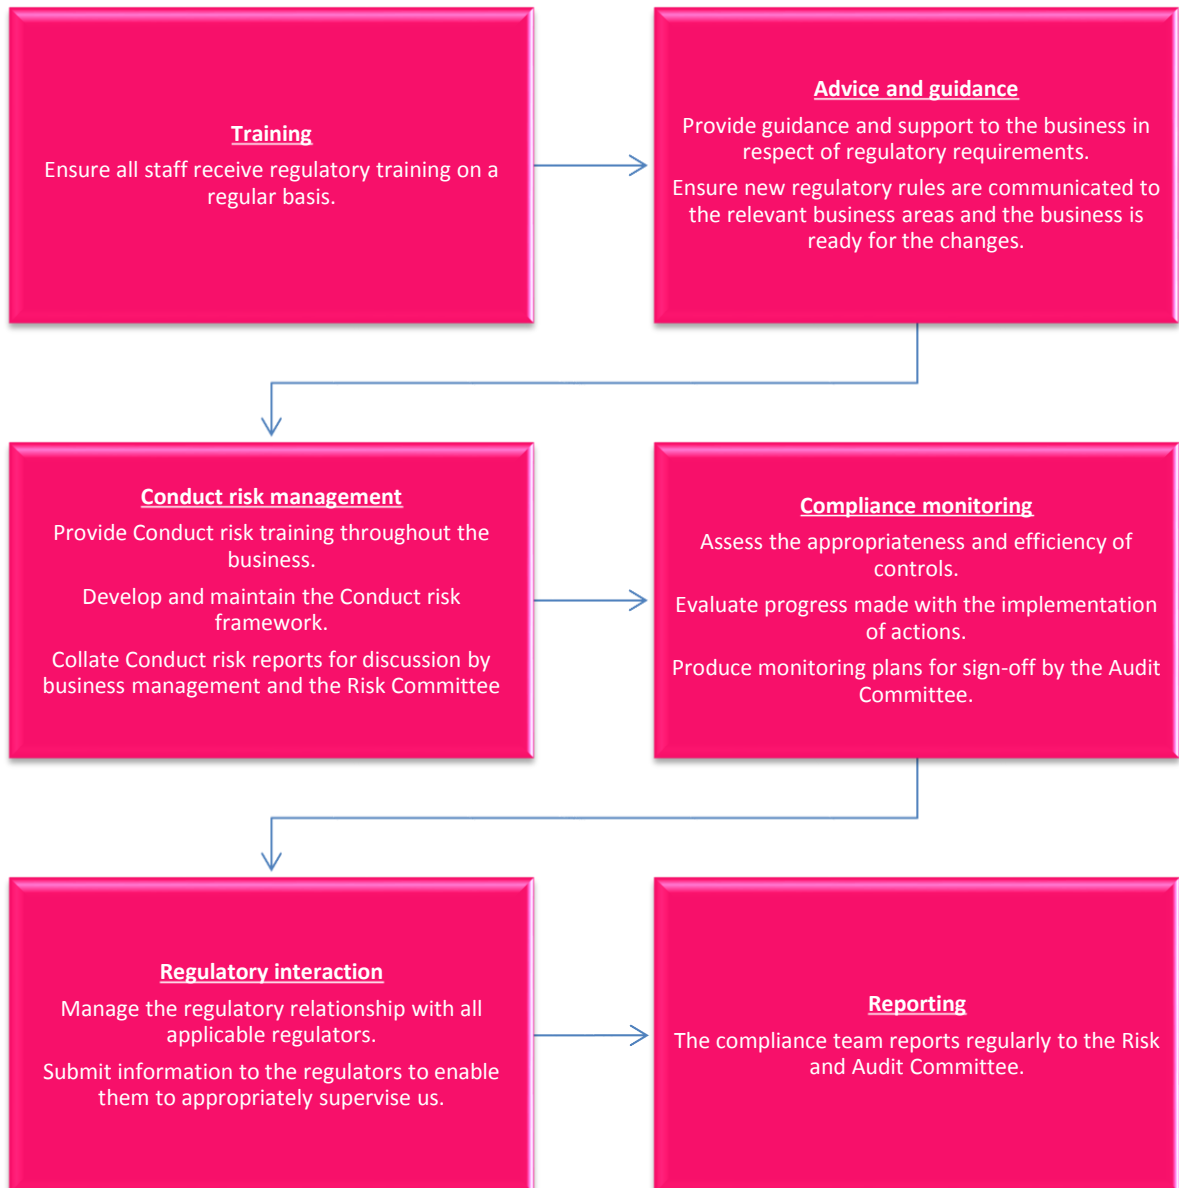 Training
Ensure all staff receive regulatory training on a
regular basis.
Advice and guidance
Provide guidance and support to the business in
respect of regulatory requirements.
Ensure new regulatory rules are communicated to
the relevant business areas and the business is
ready for the changes.
Conduct risk management
Provide Conduct risk training throughout the
business.
Develop and maintain the Conduct risk
framework.
Collate Conduct risk reports for discussion by
business management and the Risk Committee
Compliance monitoring
Assess the appropriateness and efficiency of
controls.
Evaluate progress made with the implementation
of actions.
Produce monitoring plans for sign-off by the Audit
Committee.
Regulatory interaction
Manage the regulatory relationship with all
applicable regulators.
Submit information to the regulators to enable
them to appropriately supervise us.
Reporting
The compliance team reports regularly to the Risk
and Audit Committee.